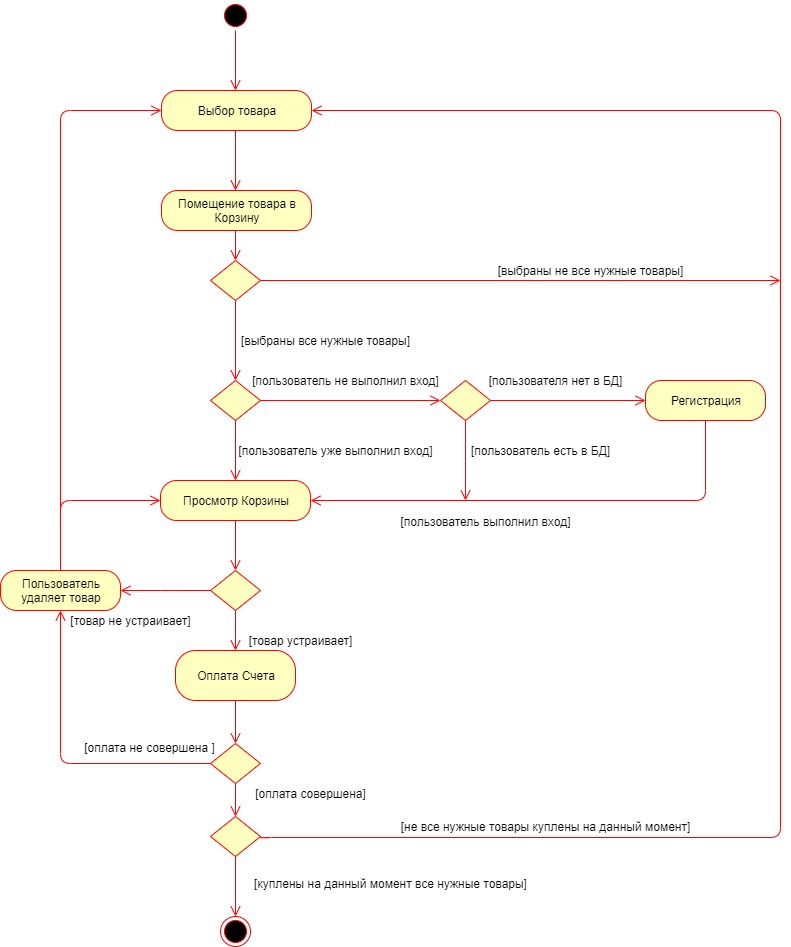 Выбор товара
Помещение товара в
Корзину
[выбраны не все нужные товары]
[выбраны все нужные товары]
[пользователь не выполнил вход]
[пользователя нет в БД]
Регистрация
[пользователь уже выполнил вход]
[пользователь есть в БД]
Просмотр Корзины
[пользователь выполнил вход]
Пользователь
удаляет товар
[товар не устраивает]
[товар устраивает]
Оплата Счета
[оплата не совершена ]
[оплата совершена]
[не все нужные товары куплены на данный момент]
[куплены на данный момент все нужные товары]